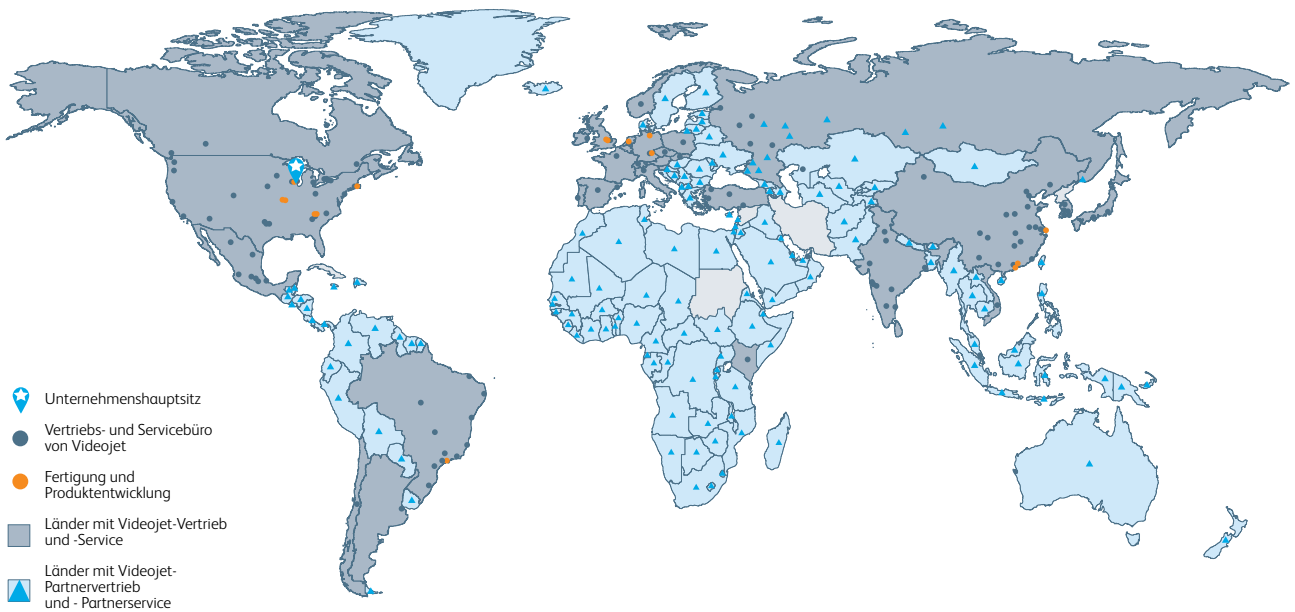 Unternehmenshauptsitz
Vertriebs- und Servicebüro
von Videojet
Fertigung und
Produktentwicklung
Länder mit Videojet-Vertrieb
und -Service
Länder mit Videojet-
Partnervertrieb
und - Partnerservice